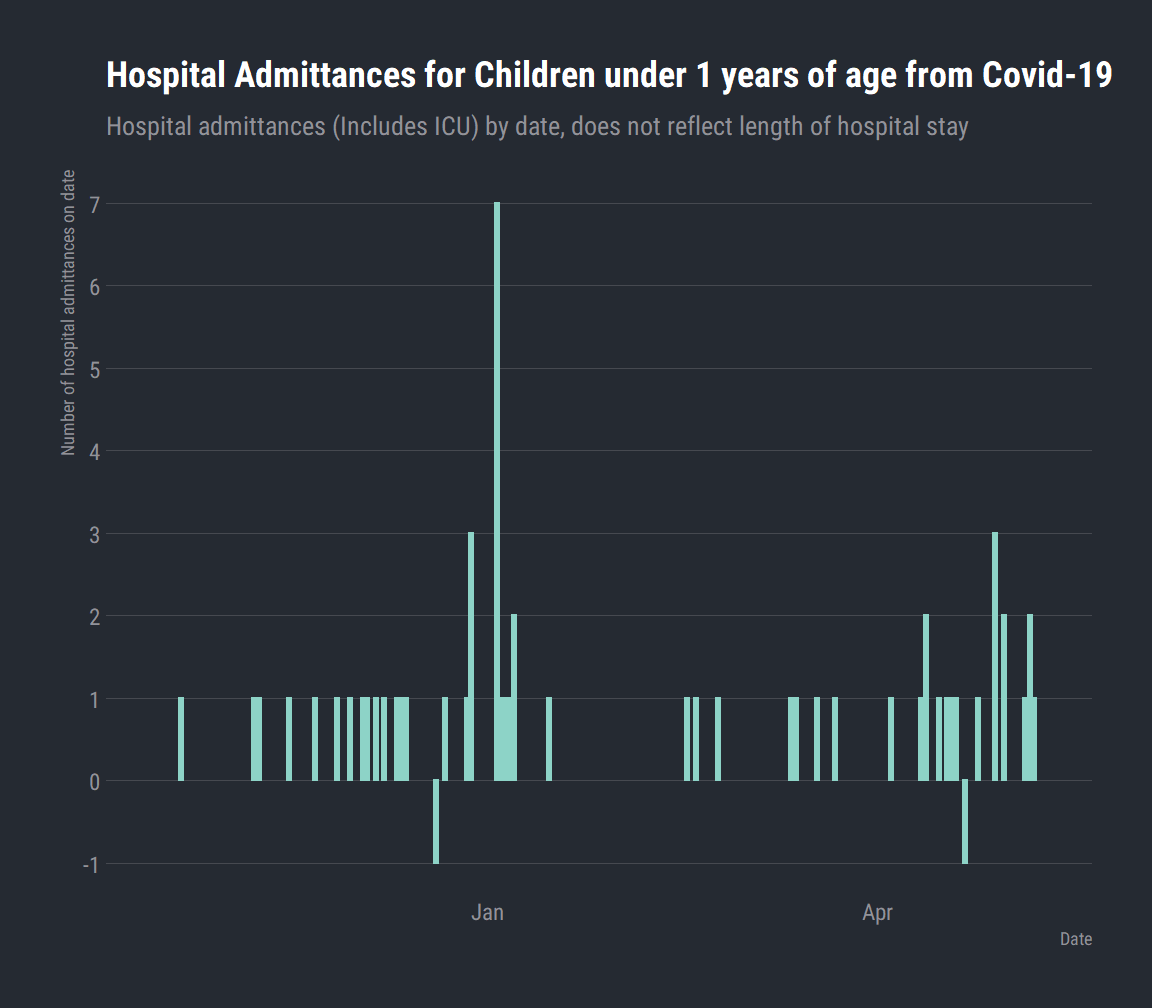 Hospital Admittances for Children under 1 years of age from Covid-19
Hospital admittances (Includes ICU) by date, does not reflect length of hospital stay
Number of hospital admittances on date
7
6
5
4
3
2
1
0
-1
Jan
Apr
Date